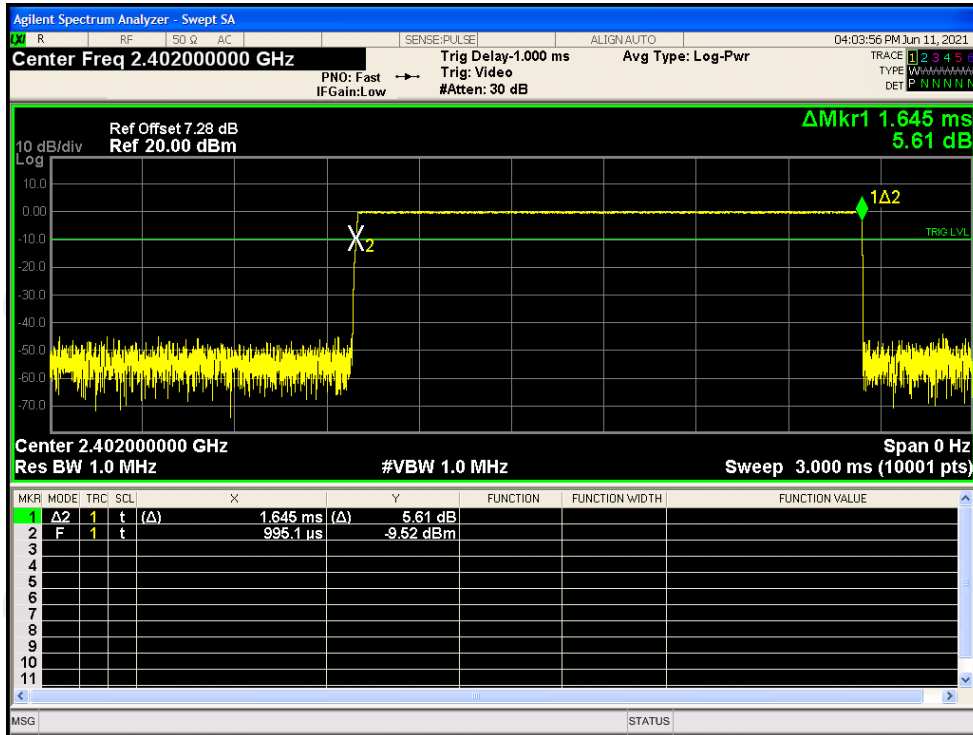 Agilent Spectrum Analyzer - Swept SA
LXI R RF 50 Ω AC SENSE:PULSE ALIGN AUTO 04:03:56 PM Jun 11, 2021
Center Freq 2.402000000 GHz
PNO: Fast
IFGain:Low
Trig Delay-1.000 ms
Trig: Video
#Atten: 30 dB
Avg Type: Log-Pwr
TRACE 1 2 3 4 5 6
TYPE WWWWWW
DET P N N N N N
ΔMkr1 1.645 ms
5.61 dB
Ref Offset 7.28 dB
10 dB/div Ref 20.00 dBm
Log
10.0
0.00
-10.0
-20.0
-30.0
-40.0
-50.0
-60.0
-70.0
1Δ2
2
TRIG LVL
Center 2.402000000 GHz Span 0 Hz
Res BW 1.0 MHz #VBW 1.0 MHz Sweep 3.000 ms (10001 pts)
MKR MODE TRC SCL X Y FUNCTION FUNCTION WIDTH FUNCTION VALUE
1 Δ2 1 t (Δ) 1.645 ms (Δ) 5.61 dB
2 F 1 t 995.1 µs -9.52 dBm
3
4
5
6
7
8
9
10
11
MSG STATUS